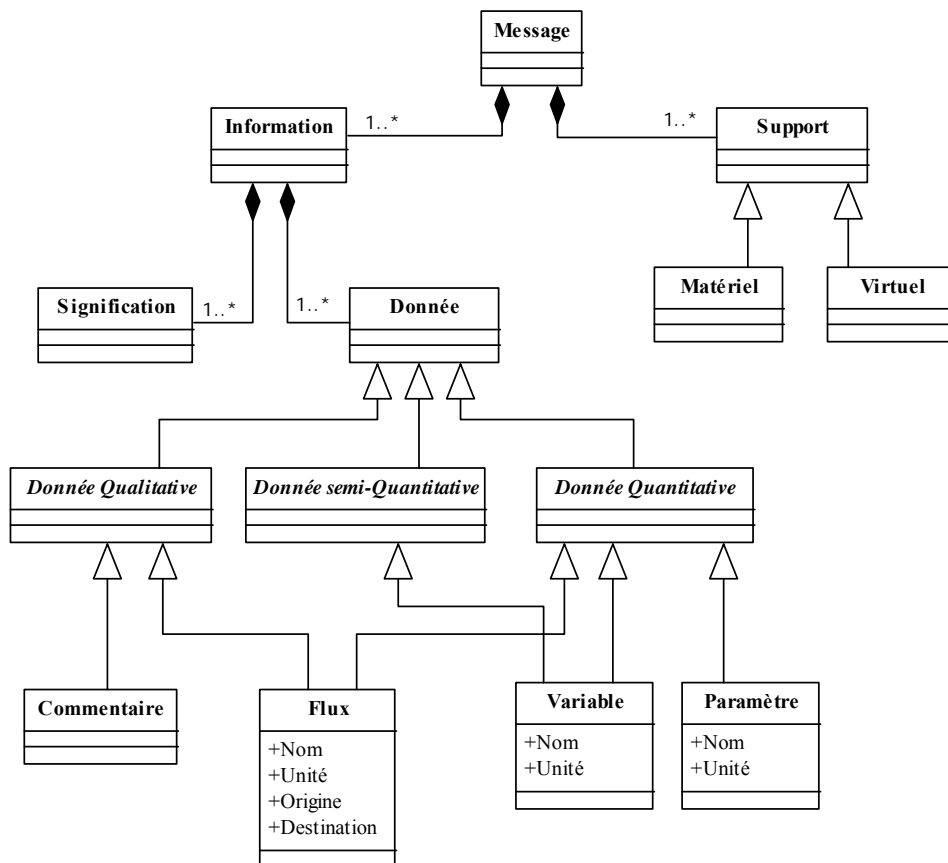 Message
Information
1..*
1..*
Support
Signification
1..*
1..*
Donnée
Matériel
Virtuel
Donnée Qualitative
Donnée semi-Quantitative
Donnée Quantitative
Commentaire
Flux
+Nom
+Unité
+Origine
+Destination
Variable
+Nom
+Unité
Paramètre
+Nom
+Unité